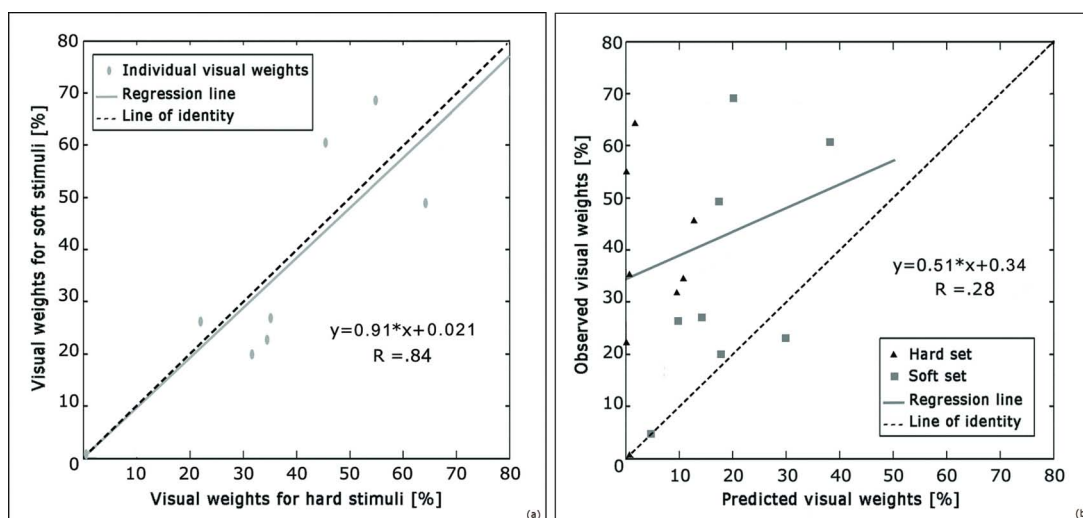 80
70
60
50
40
30
20
10
0
Visual weights for soft stimuli [%]
Individual visual weights
Regression line
Line of identity
y=0.91*x+0.021
R =.84
10 20 30 40 50 60 70 80
Visual weights for hard stimuli [%]
(a)
80
70
60
50
40
30
20
10
0
Observed visual weights [%]
y=0.51*x+0.34
R =.28
Hard set
Soft set
Regression line
Line of identity
10 20 30 40 50 60 70 80
Predicted visual weights [%]
(b